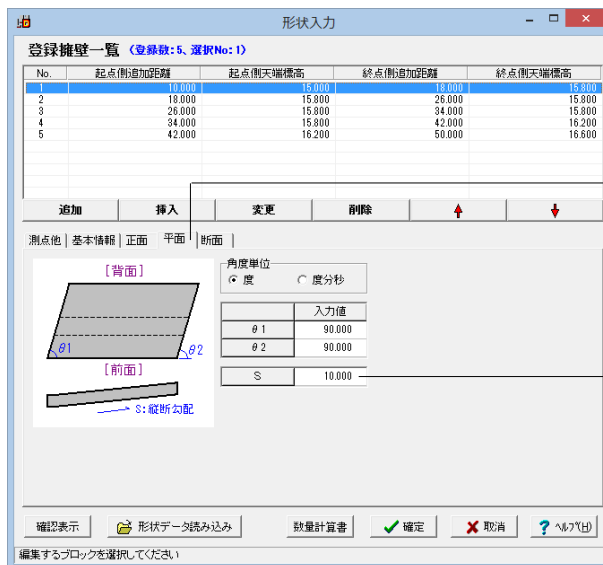 形状入力
登録擁壁一覧 (登録数:5、選択No:1)
No. 起点側追加距離 起点側天端標高 終点側追加距離 終点側天端標高
1 10.000 15.000 18.000 15.800
2 18.000 15.800 26.000 15.800
3 26.000 15.800 34.000 15.800
4 34.000 15.800 42.000 16.200
5 42.000 16.200 50.000 16.600
追加 挿入 変更 削除
測点他 基本情報 正面 平面 断面
[背面]
θ1
θ2
[前面]
S:縦断勾配
角度単位
度 度分秒
入力値
θ1 90.000
θ2 90.000
S 10.000
確認表示 形状データ読み込み 数量計算書 確定 取消 ヘルプ(H)
編集するブロックを選択してください